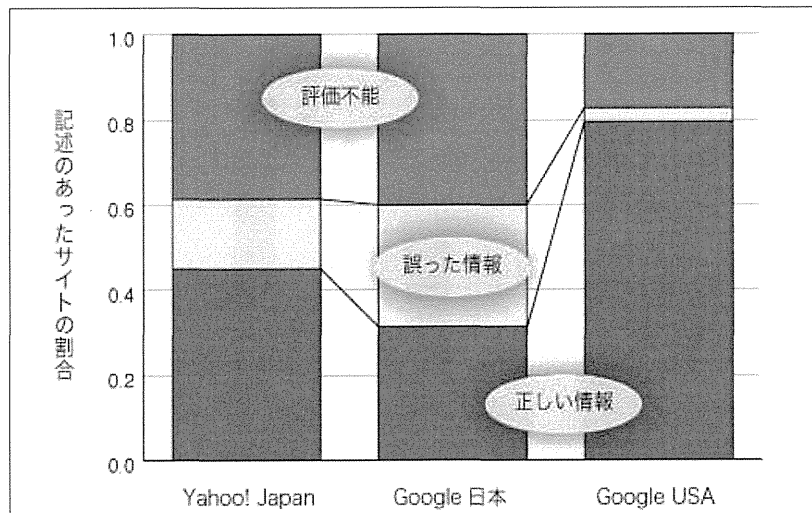 記述のあったサイトの割合
1.0
0.8
0.6
0.4
0.2
0.0
評価不能
誤った情報
正しい情報
Yahoo! Japan
Google 日本
Google USA